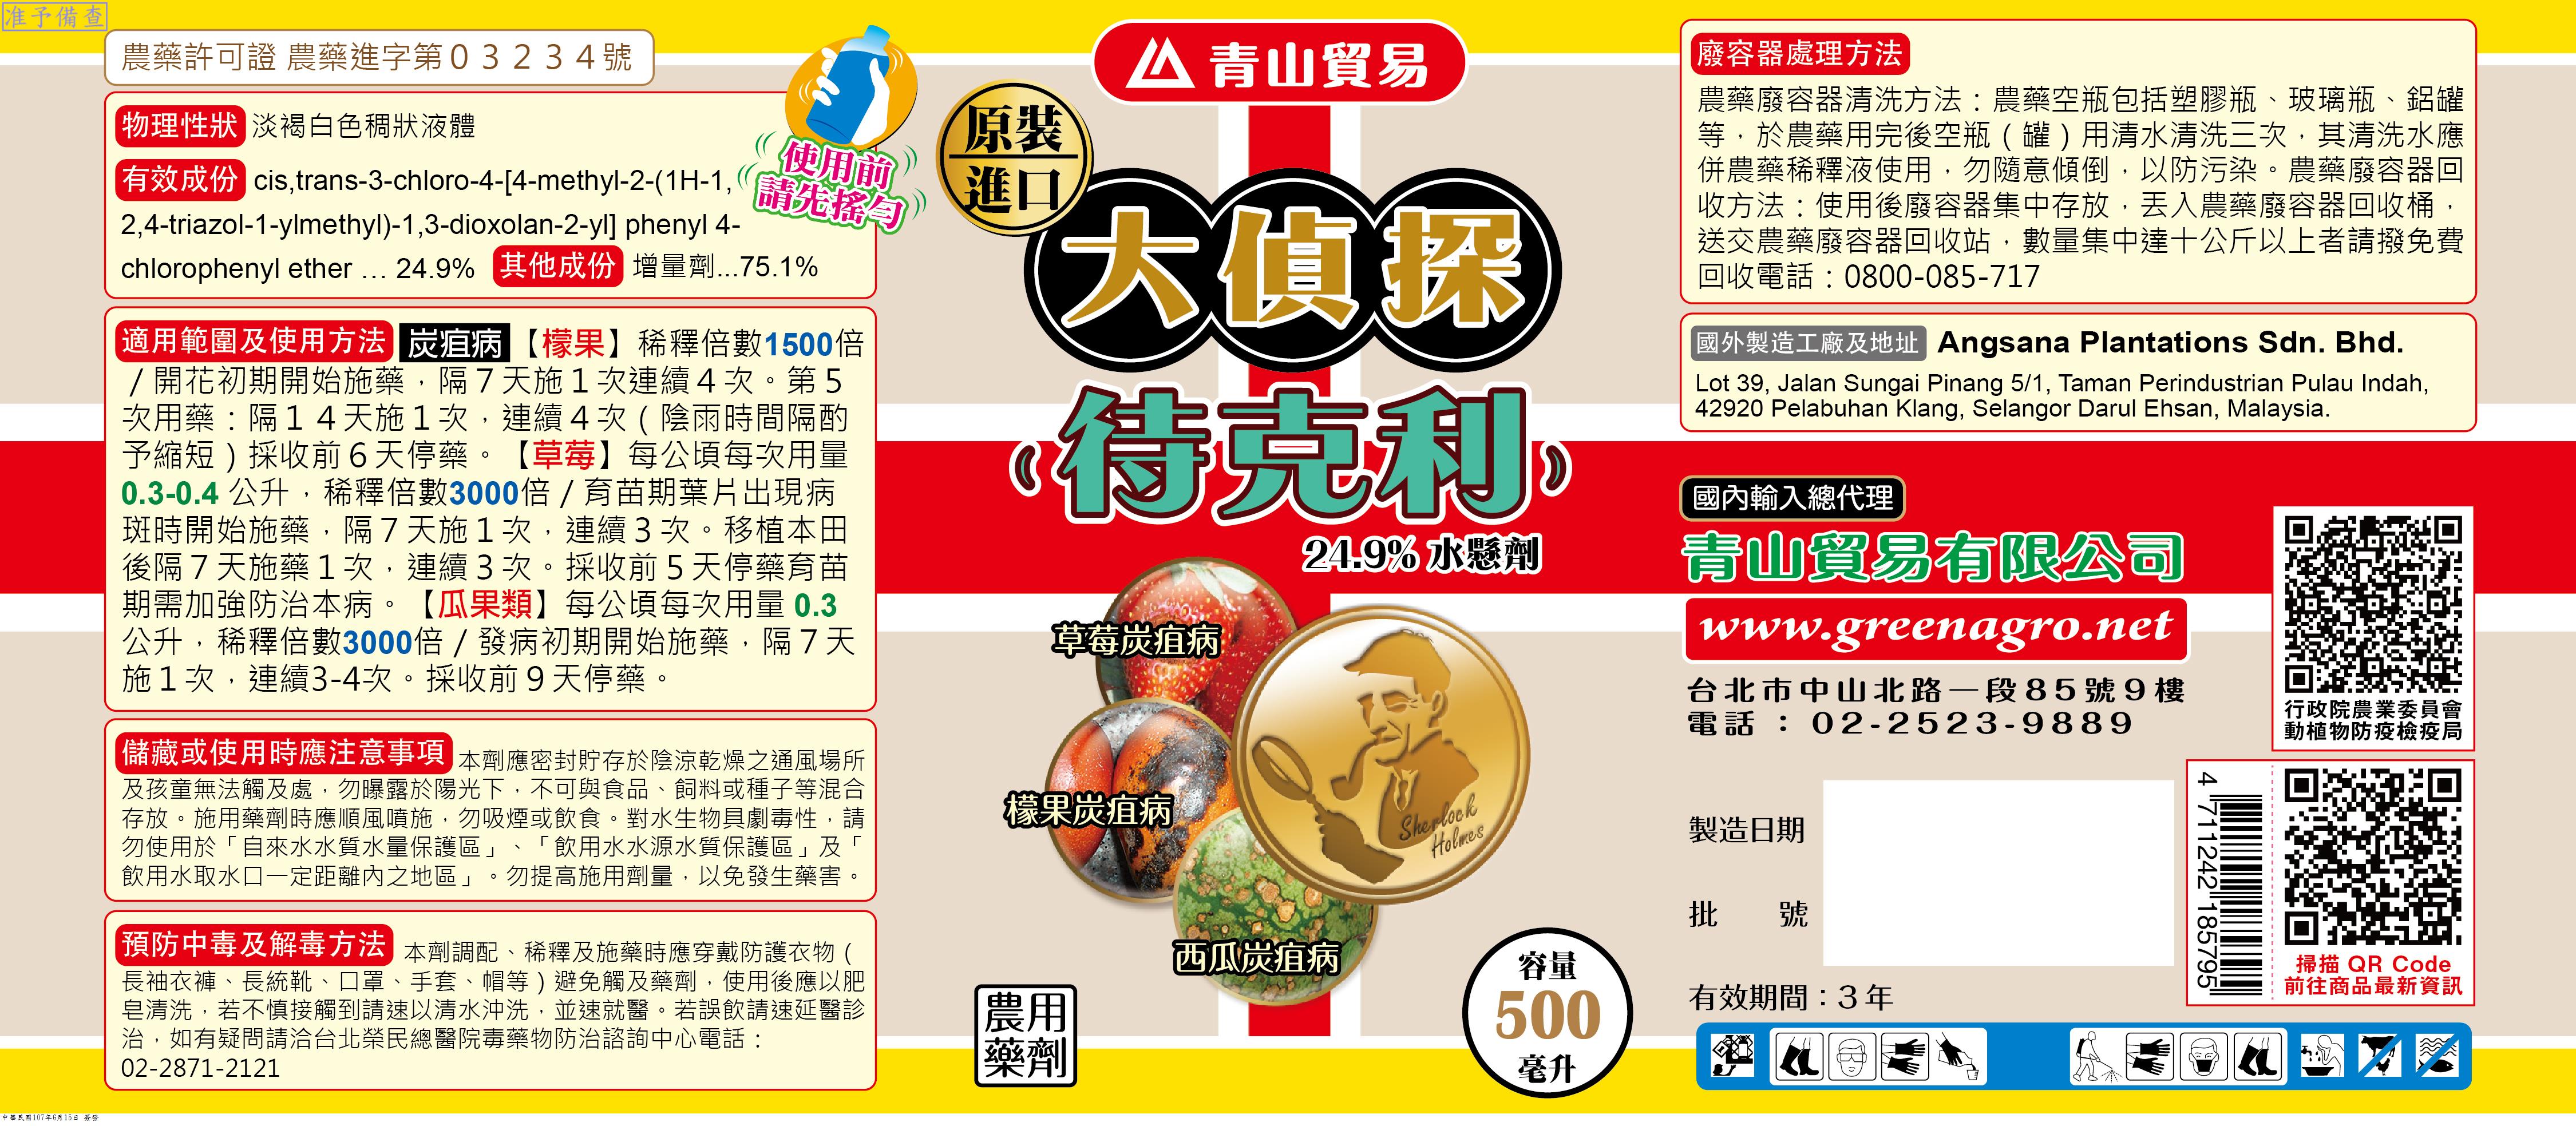 准予備查
農藥許可證 農藥進字第03234號
物理性狀 淡褐白色稠狀液體
有效成份 cis,trans-3-chloro-4-[4-methyl-2-(1H-1,
2,4-triazol-1-ylmethyl)-1,3-dioxolan-2-yl] phenyl 4-
chlorophenyl ether … 24.9% 其他成份 增量劑...75.1%
使用前
請先搖勻
適用範圍及使用方法 炭疽病 【檬果】稀釋倍數1500倍
/開花初期開始施藥，隔7天施1次連續4次。第5
次用藥：隔14天施1次，連續4次（陰雨時間隔酌
予縮短）採收前6天停藥。【草莓】每公頃每次用量
0.3-0.4 公升，稀釋倍數3000倍/育苗期葉片出現病
斑時開始施藥，隔7天施1次，連續3次。移植本田
後隔7天施藥1次，連續3次。採收前5天停藥育苗
期需加強防治本病。【瓜果類】每公頃每次用量 0.3
公升，稀釋倍數3000倍/發病初期開始施藥，隔7天
施1次，連續3-4次。採收前9天停藥。
儲藏或使用時應注意事項 本劑應密封貯存於陰涼乾燥之通風場所
及孩童無法觸及處，勿曝露於陽光下，不可與食品、飼料或種子等混合
存放。施用藥劑時應順風噴施，勿吸煙或飲食。對水生物具劇毒性，請
勿使用於「自來水水質水量保護區」、「飲用水水源水質保護區」及「
飲用水取水口一定距離內之地區」。勿提高施用劑量，以免發生藥害。
預防中毒及解毒方法 本劑調配、稀釋及施藥時應穿戴防護衣物（
長袖衣褲、長統靴、口罩、手套、帽等）避免觸及藥劑，使用後應以肥
皂清洗，若不慎接觸到請速以清水沖洗，並速就醫。若誤飲請速延醫診
治，如有疑問請洽台北榮民總醫院毒藥物防治諮詢中心電話：
02-2871-2121
中華民國107年6月15日 簽發
青山貿易
原裝
進口
大偵探
(待克利)
24.9% 水懸劑
草莓炭疽病
檬果炭疽病
西瓜炭疽病
Sherlock
Holmes
農用
藥劑
容量
500
毫升
廢容器處理方法
農藥廢容器清洗方法：農藥空瓶包括塑膠瓶、玻璃瓶、鋁罐
等，於農藥用完後空瓶（罐）用清水清洗三次，其清洗水應
併農藥稀釋液使用，勿隨意傾倒，以防污染。農藥廢容器回
收方法：使用後廢容器集中存放，丟入農藥廢容器回收桶，
送交農藥廢容器回收站，數量集中達十公斤以上者請撥免費
回收電話：0800-085-717
國外製造工廠及地址 Angsana Plantations Sdn. Bhd.
Lot 39, Jalan Sungai Pinang 5/1, Taman Perindustrian Pulau Indah,
42920 Pelabuhan Klang, Selangor Darul Ehsan, Malaysia.
國內輸入總代理
青山貿易有限公司
www.greenagro.net
台北市中山北路一段85號9樓
電話：02-2523-9889
行政院農業委員會
動植物防疫檢疫局
製造日期
批 號
有效期間：3年
4 711242 185795
掃描 QR Code
前往商品最新資訊